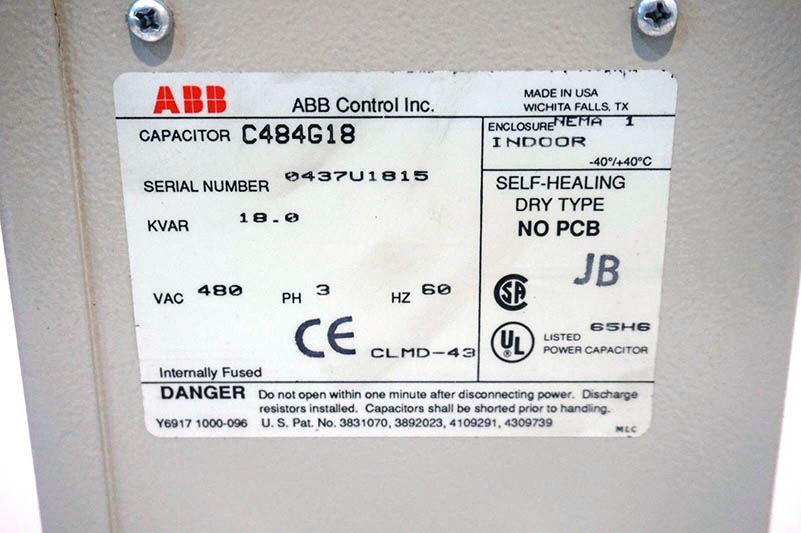 ABB
ABB Control Inc.
MADE IN USA
WICHITA FALLS, TX
CAPACITOR C484G18
ENCLOSURE NEMA 1
INDOOR
-40°/+40°C
SERIAL NUMBER 0437U1815
KVAR 18.0
SELF-HEALING
DRY TYPE
NO PCB
JB
VAC 480 PH 3 HZ 60
SA
CE
CLMD-43
UL
LISTED 65H6
POWER CAPACITOR
Internally Fused
DANGER Do not open within one minute after disconnecting power. Discharge
resistors installed. Capacitors shall be shorted prior to handling.
Y6917 1000-096 U. S. Pat. No. 3831070, 3892023, 4109291, 4309739
MLC